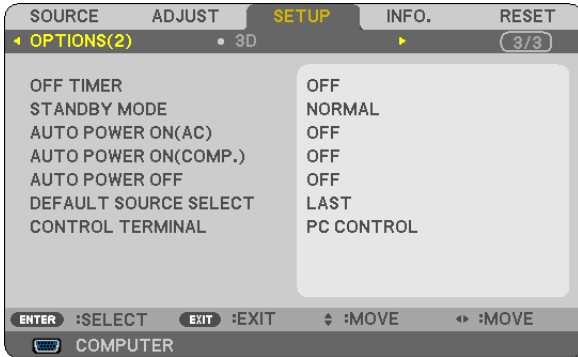 SOURCE ADJUST SETUP INFO. RESET
OPTIONS(2) 3D 3/3
OFF TIMER OFF
STANDBY MODE NORMAL
AUTO POWER ON(AC) OFF
AUTO POWER ON(COMP.) OFF
AUTO POWER OFF OFF
DEFAULT SOURCE SELECT LAST
CONTROL TERMINAL PC CONTROL
ENTER :SELECT EXIT :EXIT :MOVE :MOVE
COMPUTER